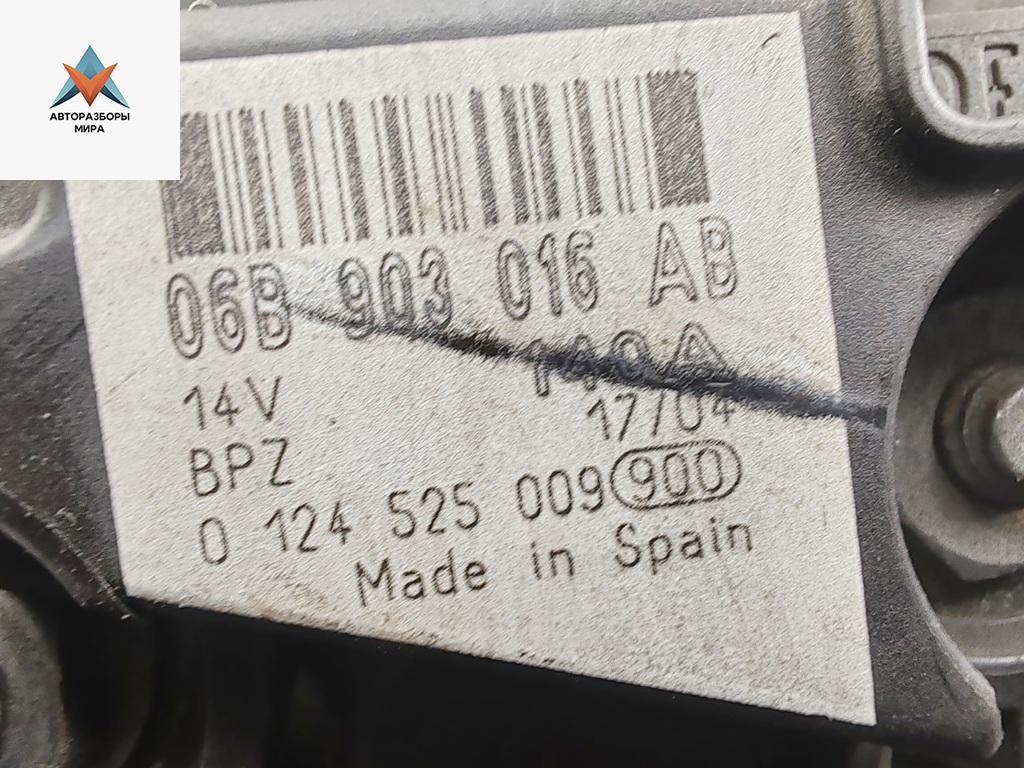 АВТОРАЗБОРЫ
МИРА
06B 903 016 AB
14V 140A
BPZ 17/04
0 124 525 009 900
Made in Spain